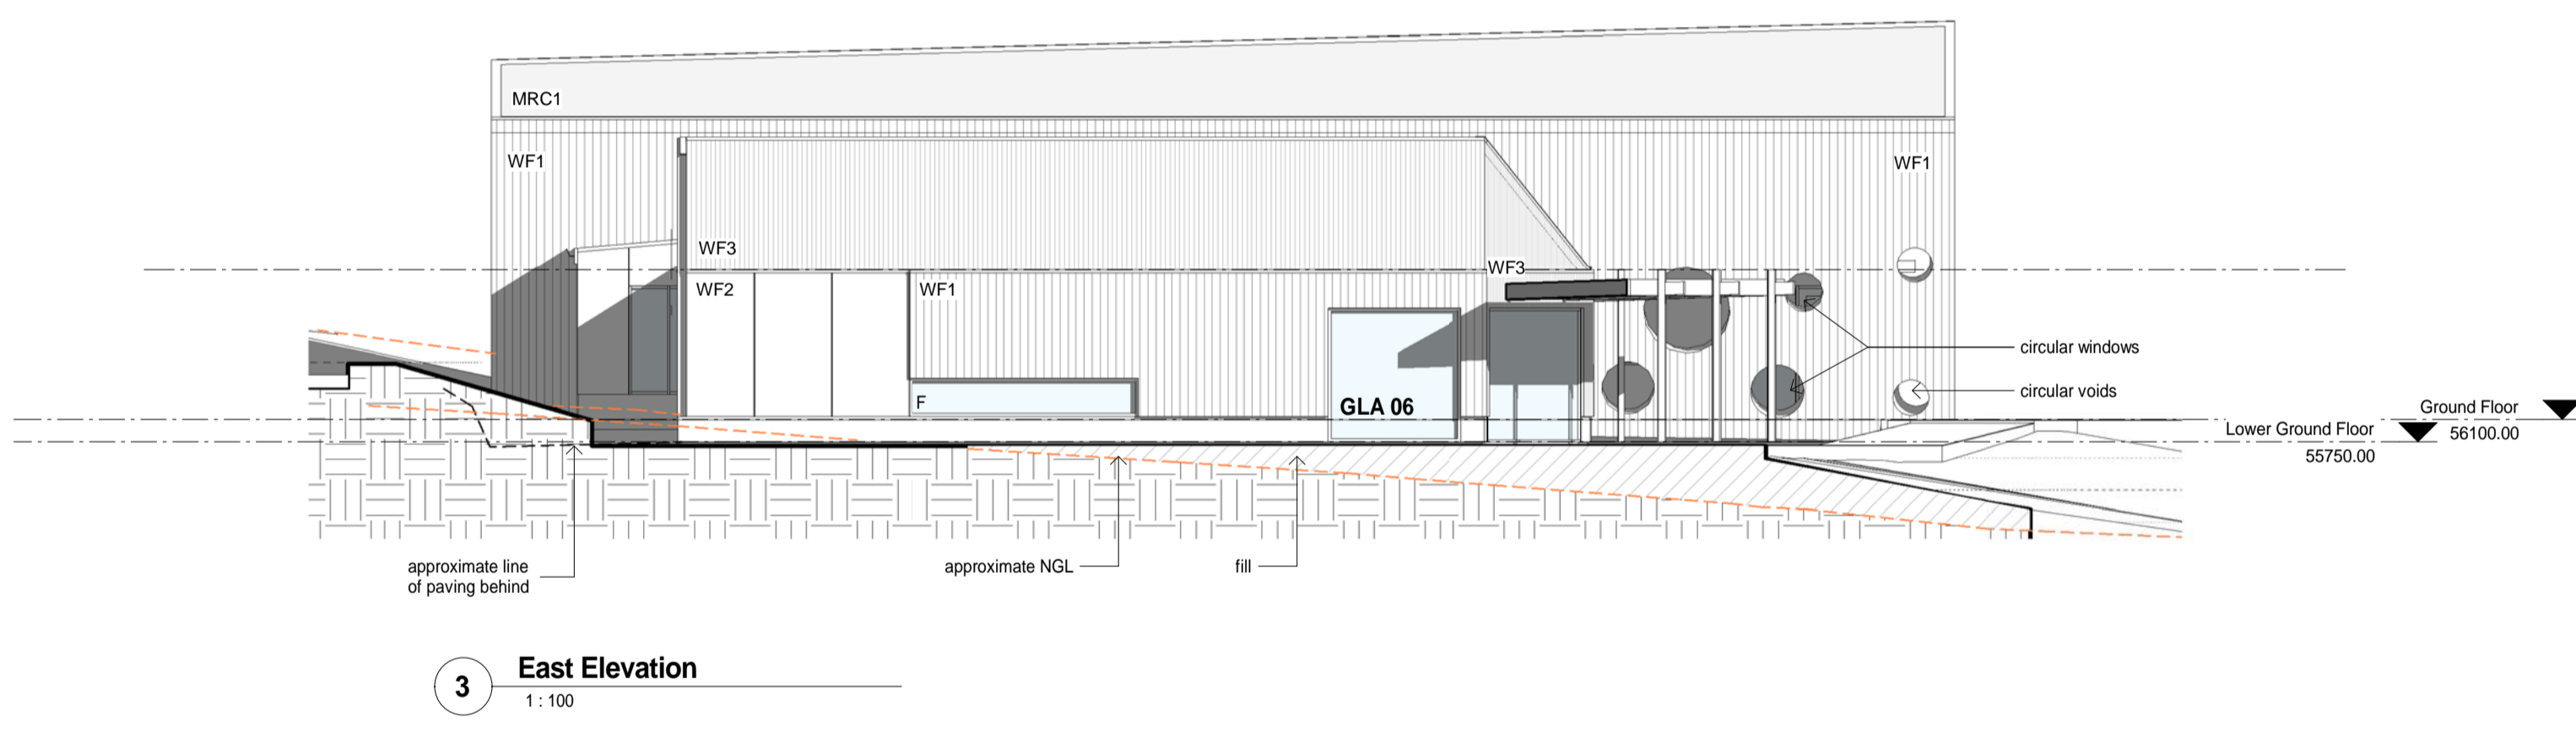 MRC1
WF1
WF1
WF3
WF3
WF2
WF1
F
GLA 06
circular windows
circular voids
Ground Floor
56100.00
Lower Ground Floor
55750.00
approximate line
of paving behind
approximate NGL
fill
3
East Elevation
1 : 100